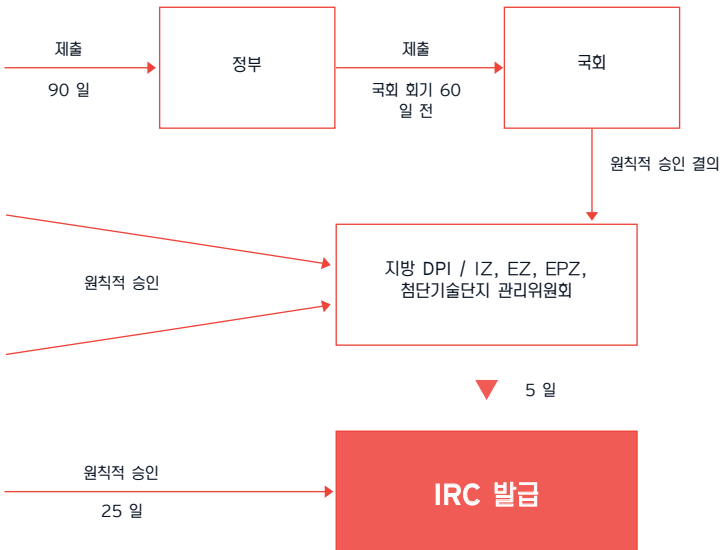 제출
90 일
정부
제출
국회 회기 60
일 전
국회
원칙적 승인 결의
원칙적 승인
지방 DPI / IZ, EZ, EPZ,
첨단기술단지 관리위원회
5 일
원칙적 승인
25 일
IRC 발급